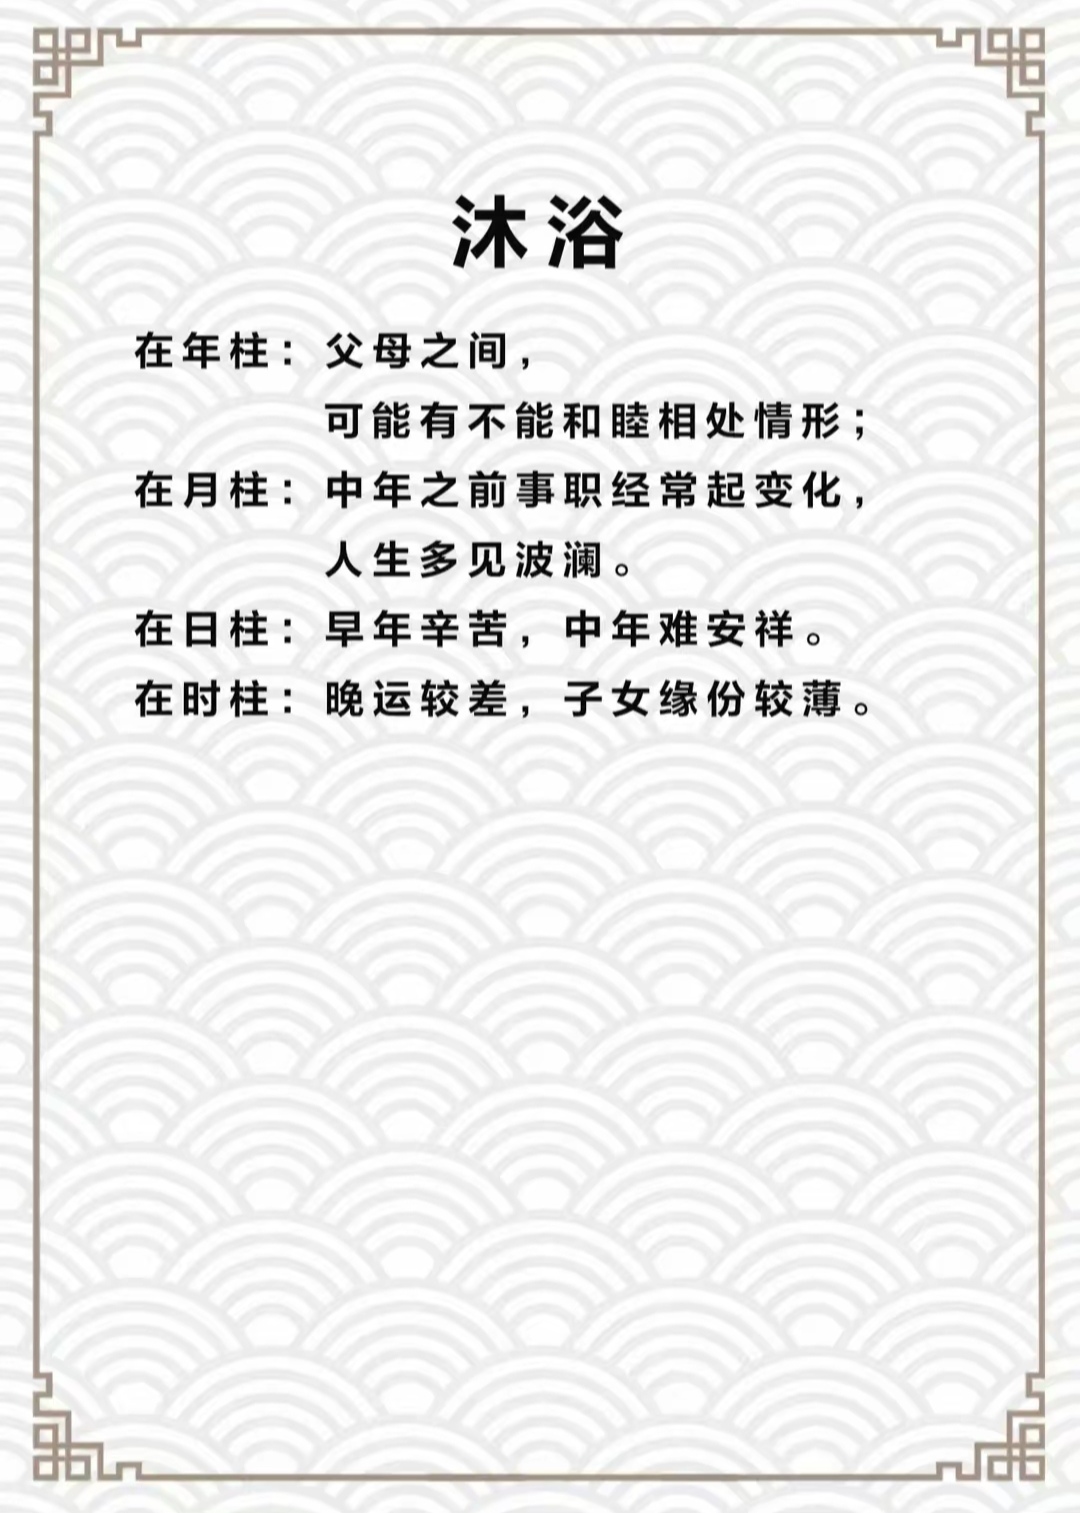 沐浴
在年柱：父母之间，
可能有不能和睦相处情形；
在月柱：中年之前事职经常起变化，
人生多见波澜。
在日柱：早年辛苦，中年难安祥。
在时柱：晚运较差，子女缘份较薄。